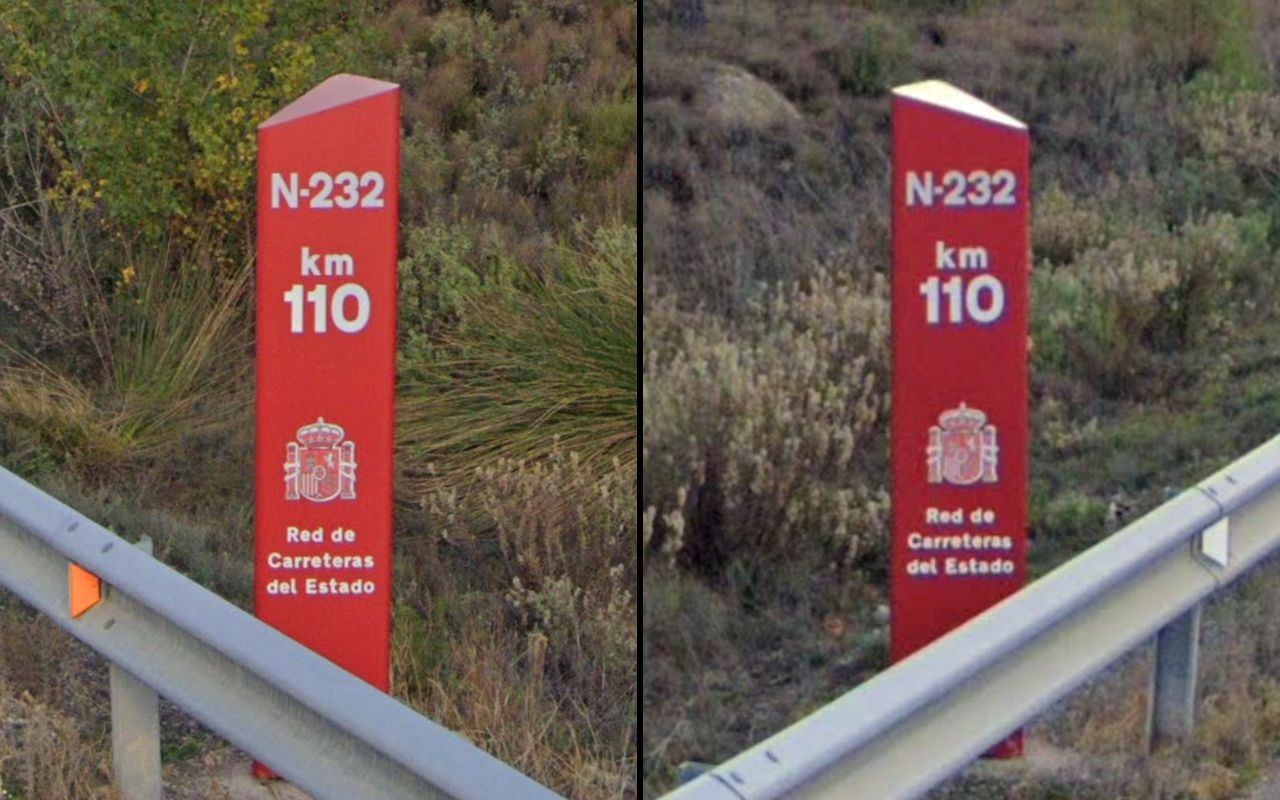 N-232
km
110
Red de
Carreteras
del Estado
N-232
km
110
Red de
Carreteras
del Estado